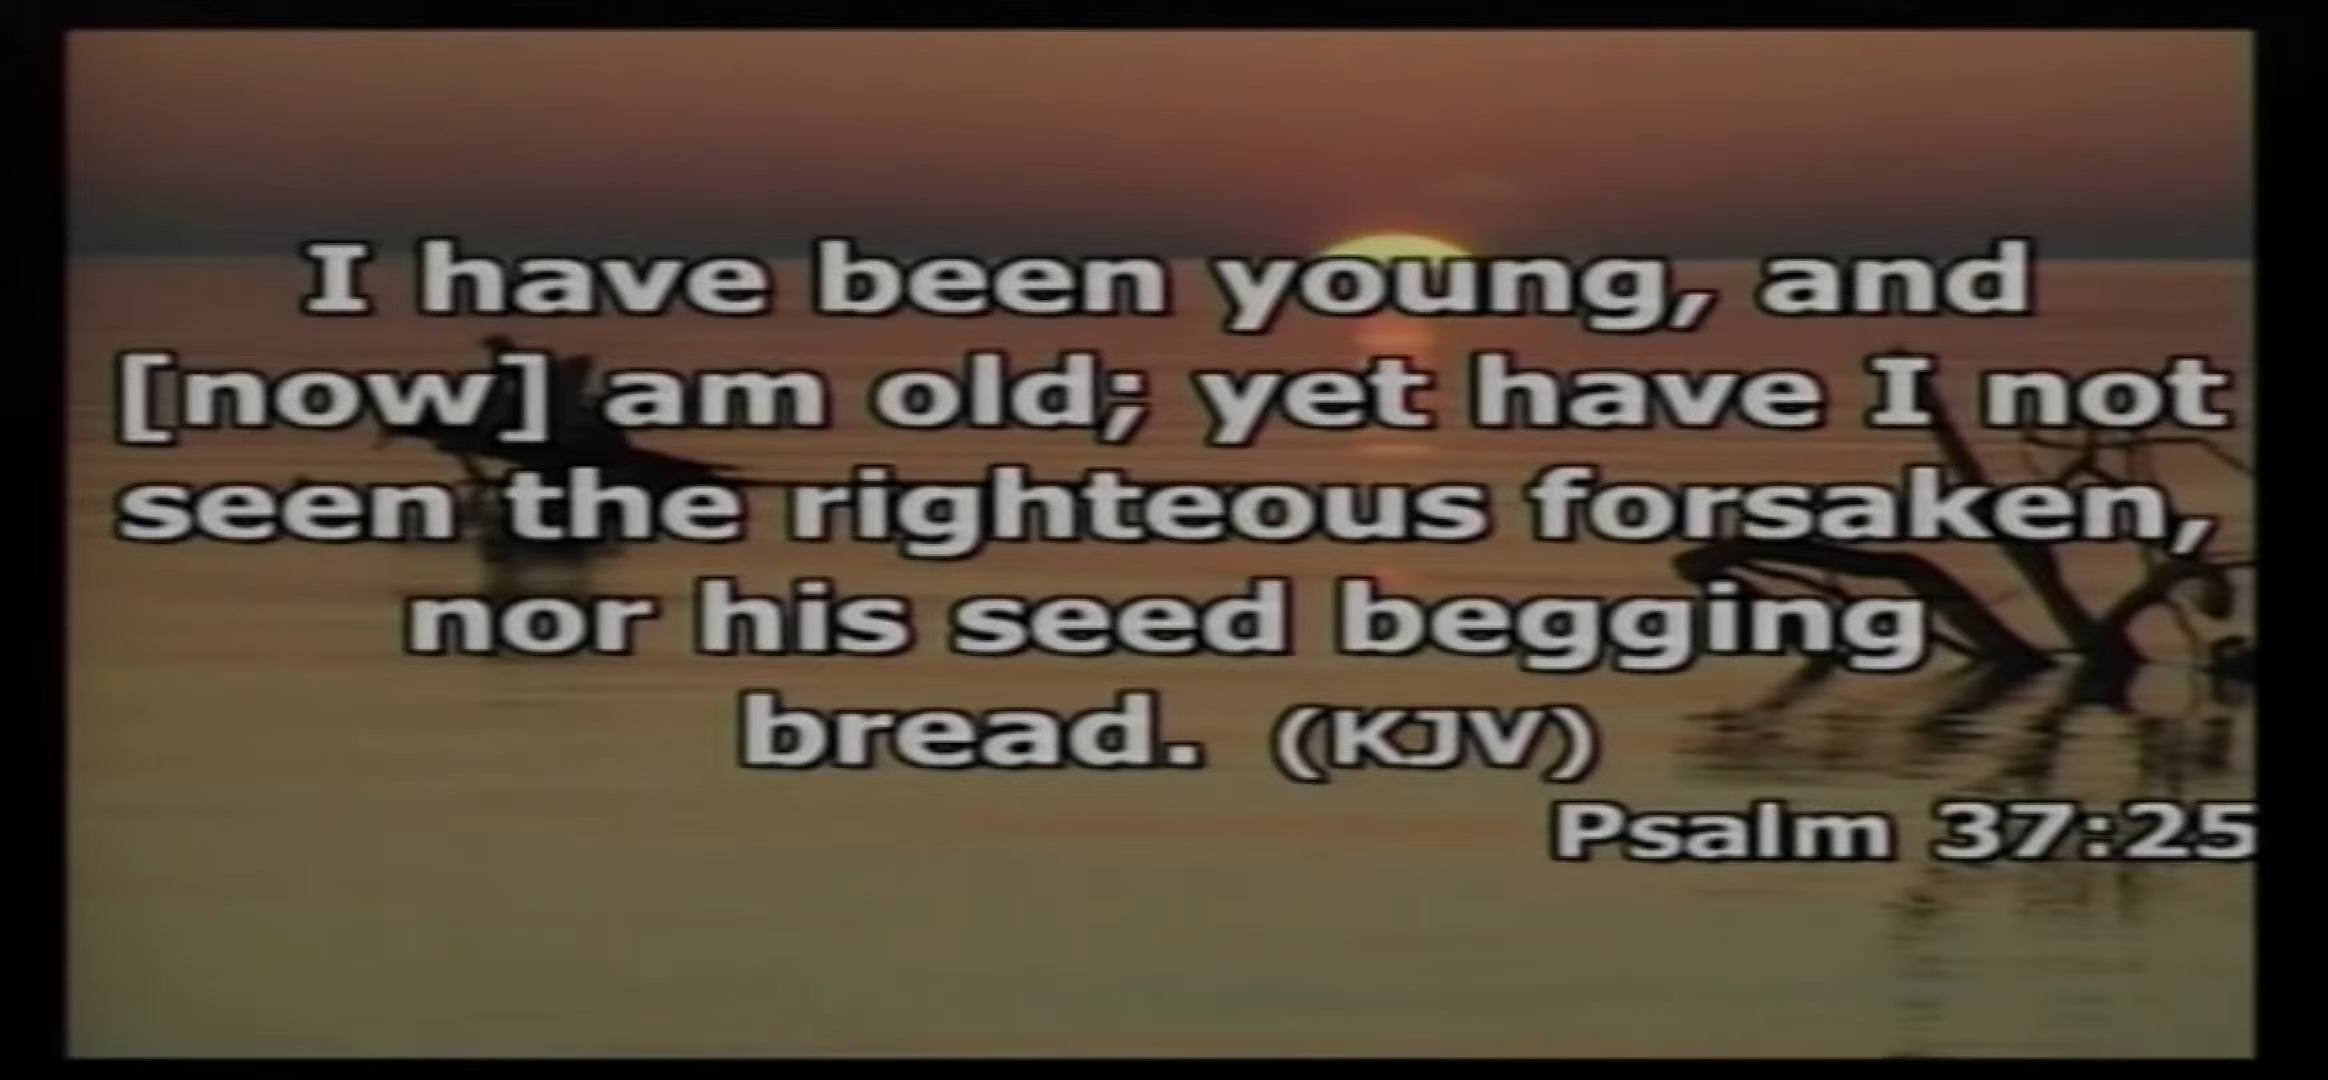 I have been young, and
[now] am old; yet have I not
seen the righteous forsaken,
nor his seed begging
bread. (KJV)
Psalm 37:25